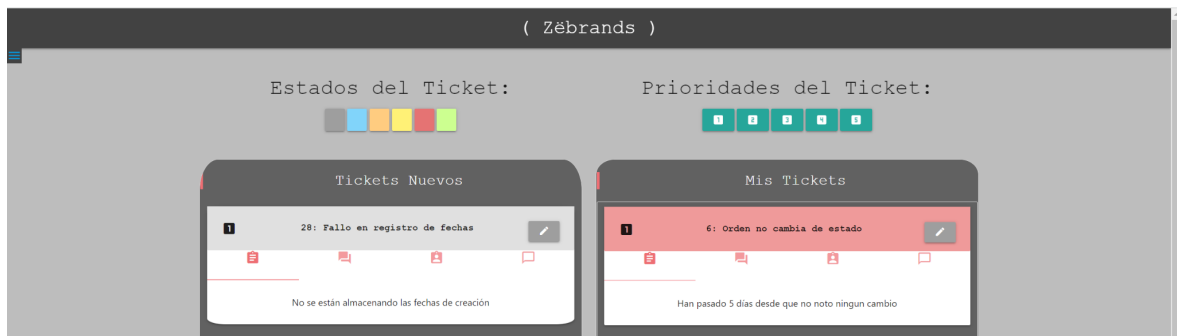 ( Zëbrands )
Estados del Ticket:
Prioridades del Ticket:
1 2 3 4 5
Tickets Nuevos
1 28: Fallo en registro de fechas
No se están almacenando las fechas de creación
Mis Tickets
1 6: Orden no cambia de estado
Han pasado 5 días desde que no noto ningun cambio